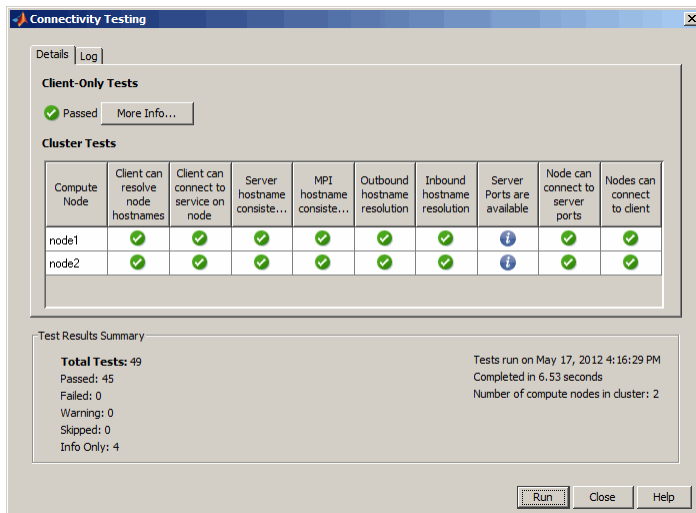 Connectivity Testing
Details
Log
Client-Only Tests
Passed
More Info...
Cluster Tests
Compute Node
Client can resolve node hostnames
Client can connect to service on node
Server hostname consiste...
MPI hostname consiste...
Outbound hostname resolution
Inbound hostname resolution
Server Ports are available
Node can connect to server ports
Nodes can connect to client
node1
node2
Test Results Summary
Total Tests: 49
Passed: 45
Failed: 0
Warning: 0
Skipped: 0
Info Only: 4
Tests run on May 17, 2012 4:16:29 PM
Completed in 6.53 seconds
Number of compute nodes in cluster: 2
Run
Close
Help